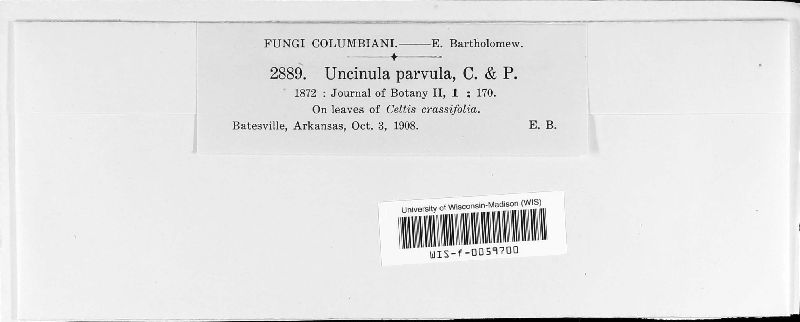 FUNGI COLUMBIANI.——E. Bartholomew.
2889. Uncinula parvula, C. & P.
1872 : Journal of Botany II, 1 : 170.
On leaves of Celtis crassifolia.
Batesville, Arkansas, Oct. 3, 1908. E. B.
University of Wisconsin-Madison (WIS)
WIS-f-0059700